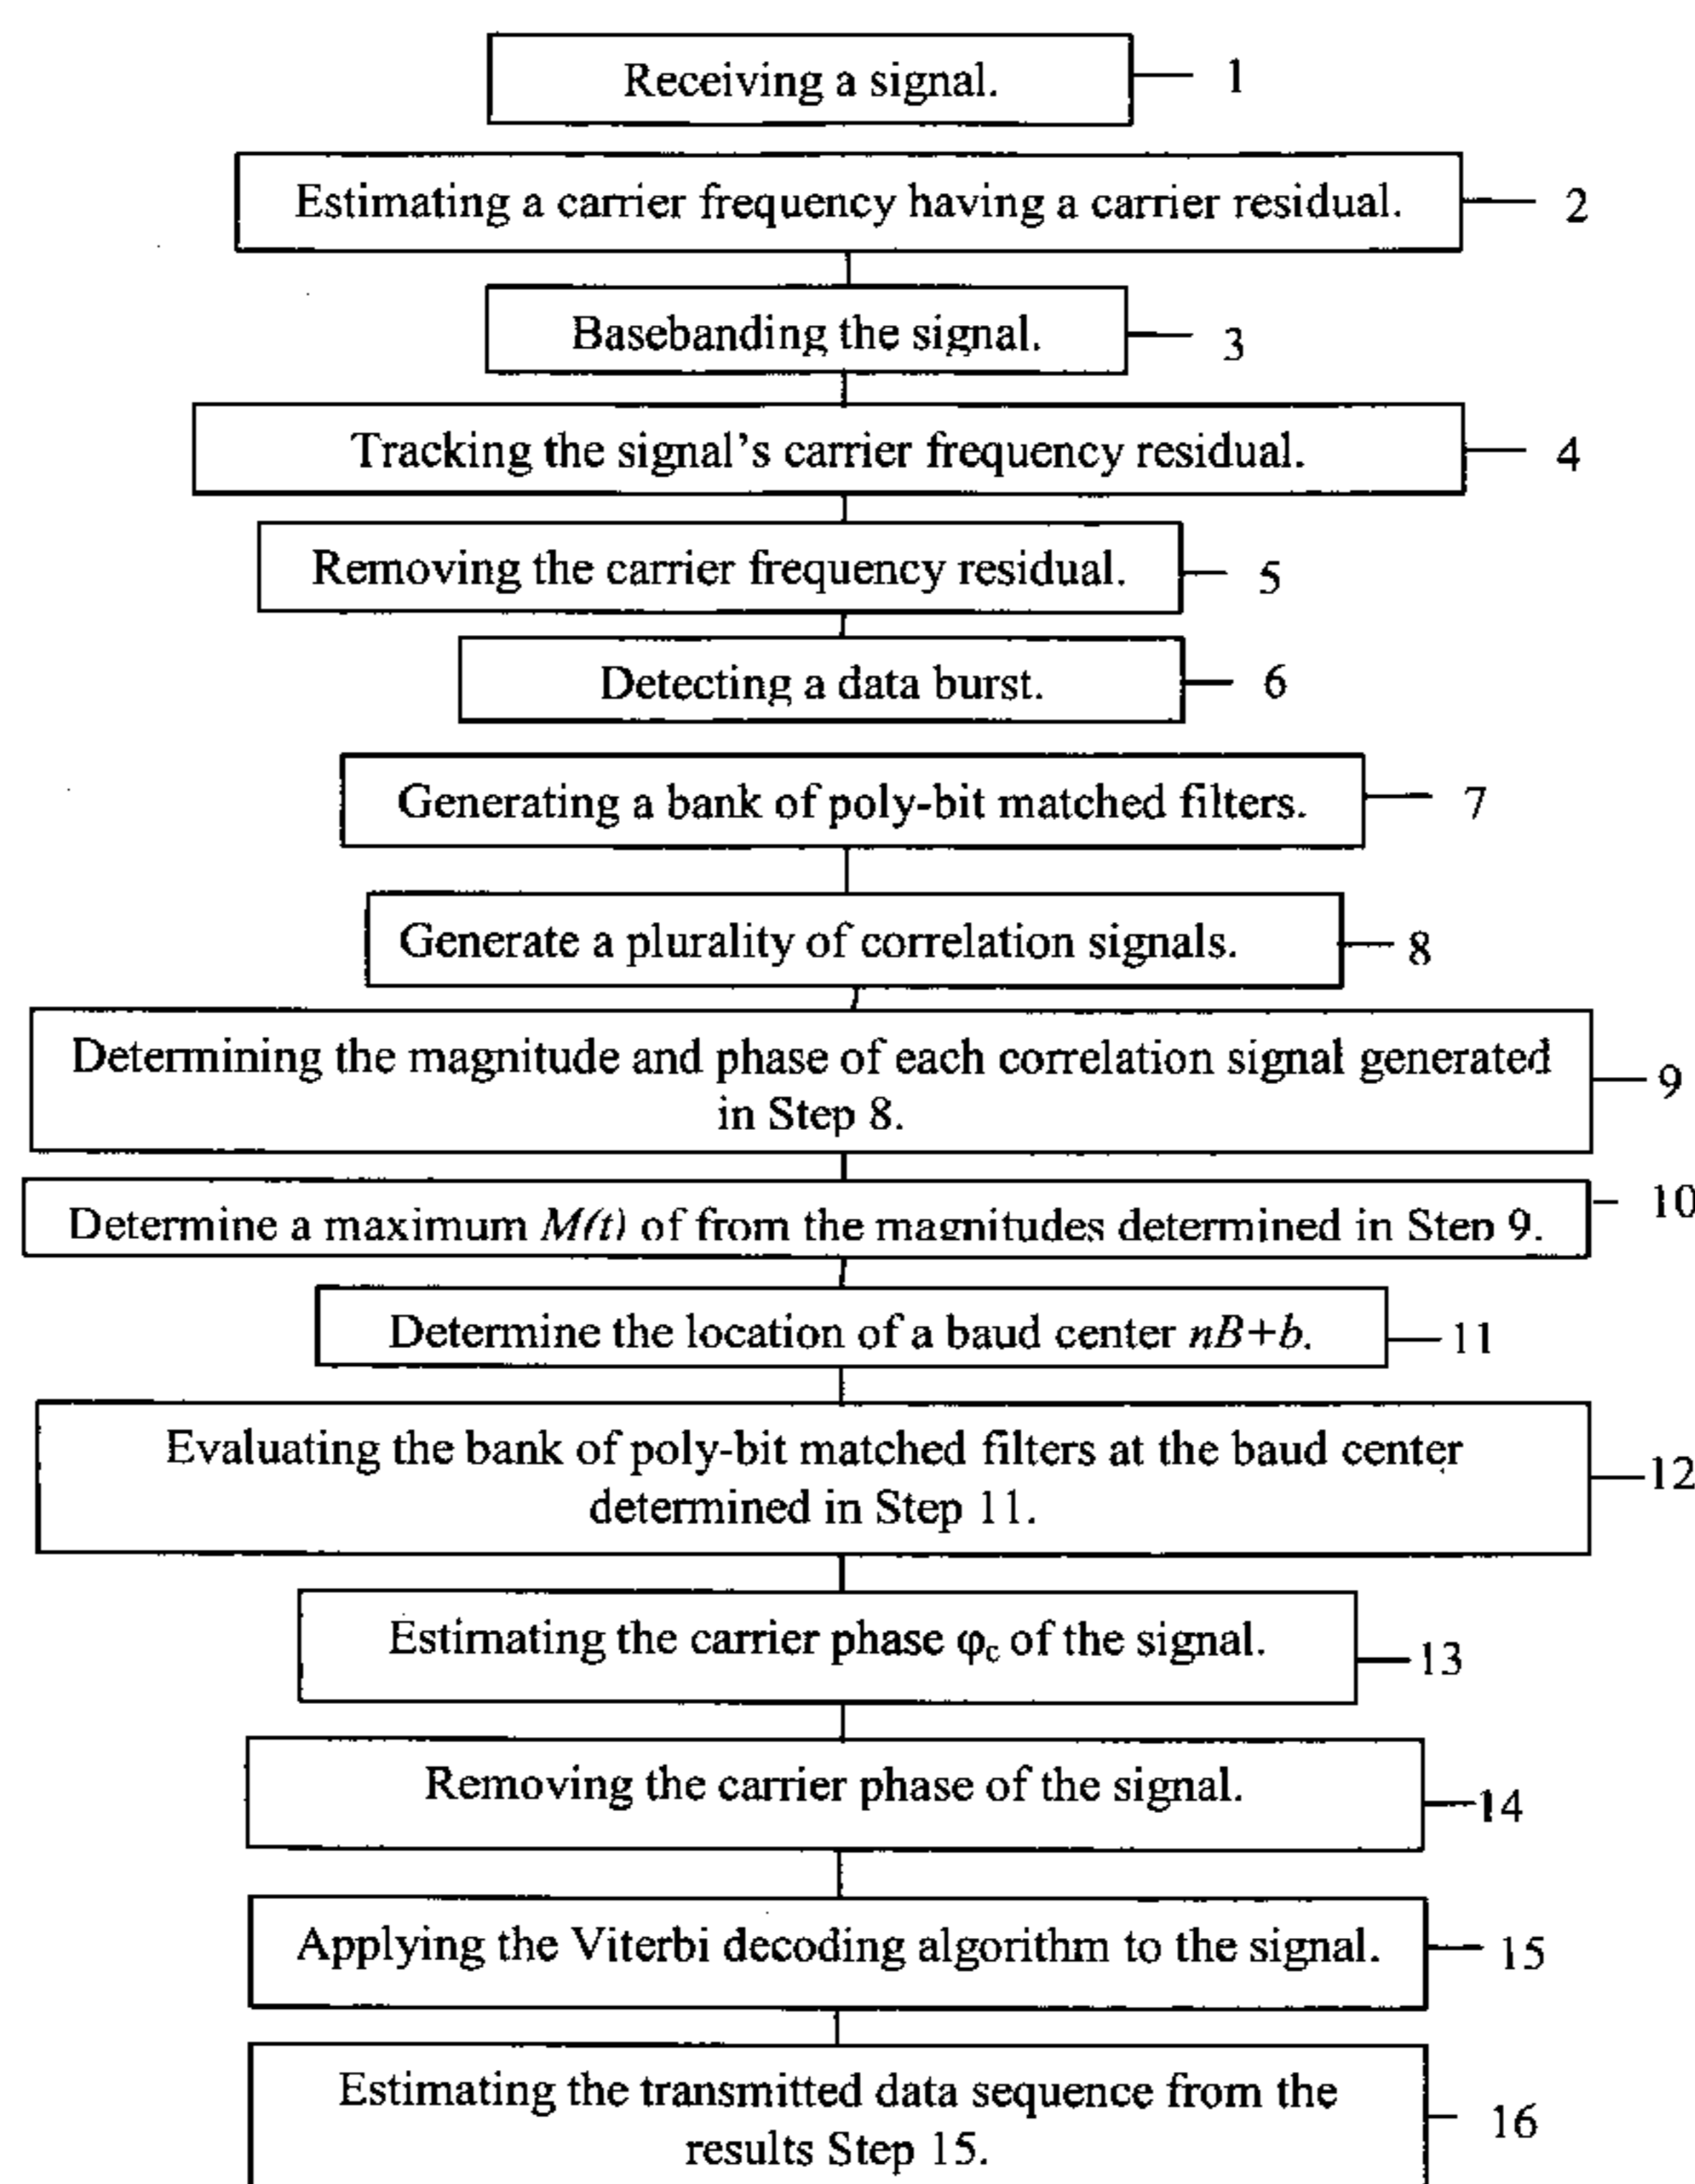 Receiving a signal.
1
Estimating a carrier frequency having a carrier residual.
2
Basebanding the signal.
3
Tracking the signal's carrier frequency residual.
4
Removing the carrier frequency residual.
5
Detecting a data burst.
6
Generating a bank of poly-bit matched filters.
7
Generate a plurality of correlation signals.
8
Determining the magnitude and phase of each correlation signal generated
in Step 8.
9
Determine a maximum M(t) of from the magnitudes determined in Step 9.
10
Determine the location of a baud center nB+b.
11
Evaluating the bank of poly-bit matched filters at the baud center
determined in Step 11.
12
Estimating the carrier phase φc of the signal.
13
Removing the carrier phase of the signal.
14
Applying the Viterbi decoding algorithm to the signal.
15
Estimating the transmitted data sequence from the
results Step 15.
16